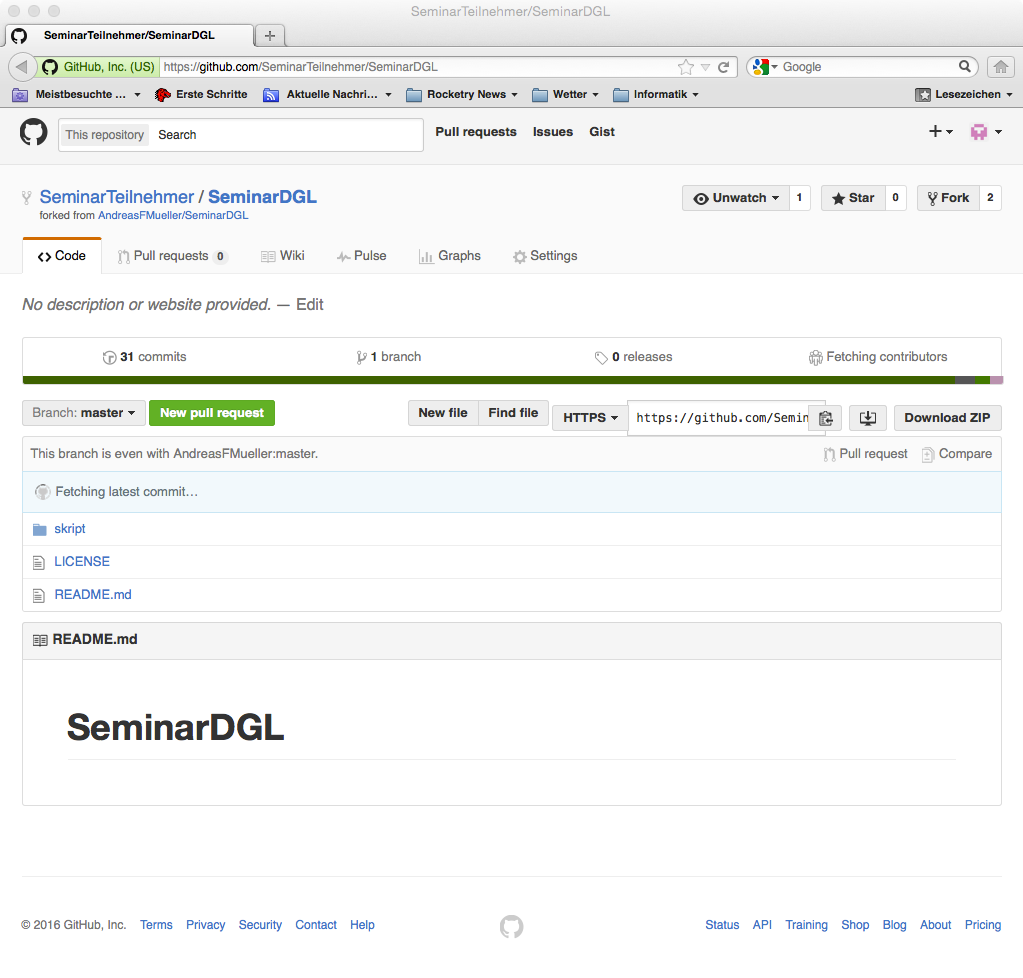 SeminarTeilnehmer/SeminarDGL
SeminarTeilnehmer/SeminarDGL
GitHub, Inc. (US) https://github.com/SeminarTeilnehmer/SeminarDGL Google
Meistbesuchte ... Erste Schritte Aktuelle Nachri... Rocketry News Wetter Informatik Lesezeichen
This repository Search Pull requests Issues Gist
SeminarTeilnehmer / SeminarDGL Unwatch 1 Star 0 Fork 2
forked from AndreasFMueller/SeminarDGL
Code Pull requests 0 Wiki Pulse Graphs Settings
No description or website provided. — Edit
31 commits 1 branch 0 releases Fetching contributors
Branch: master New pull request New file Find file HTTPS https://github.com/Semin Download ZIP
This branch is even with AndreasFMueller:master. Pull request Compare
Fetching latest commit…
skript
LICENSE
README.md
README.md
SeminarDGL
© 2016 GitHub, Inc. Terms Privacy Security Contact Help Status API Training Shop Blog About Pricing